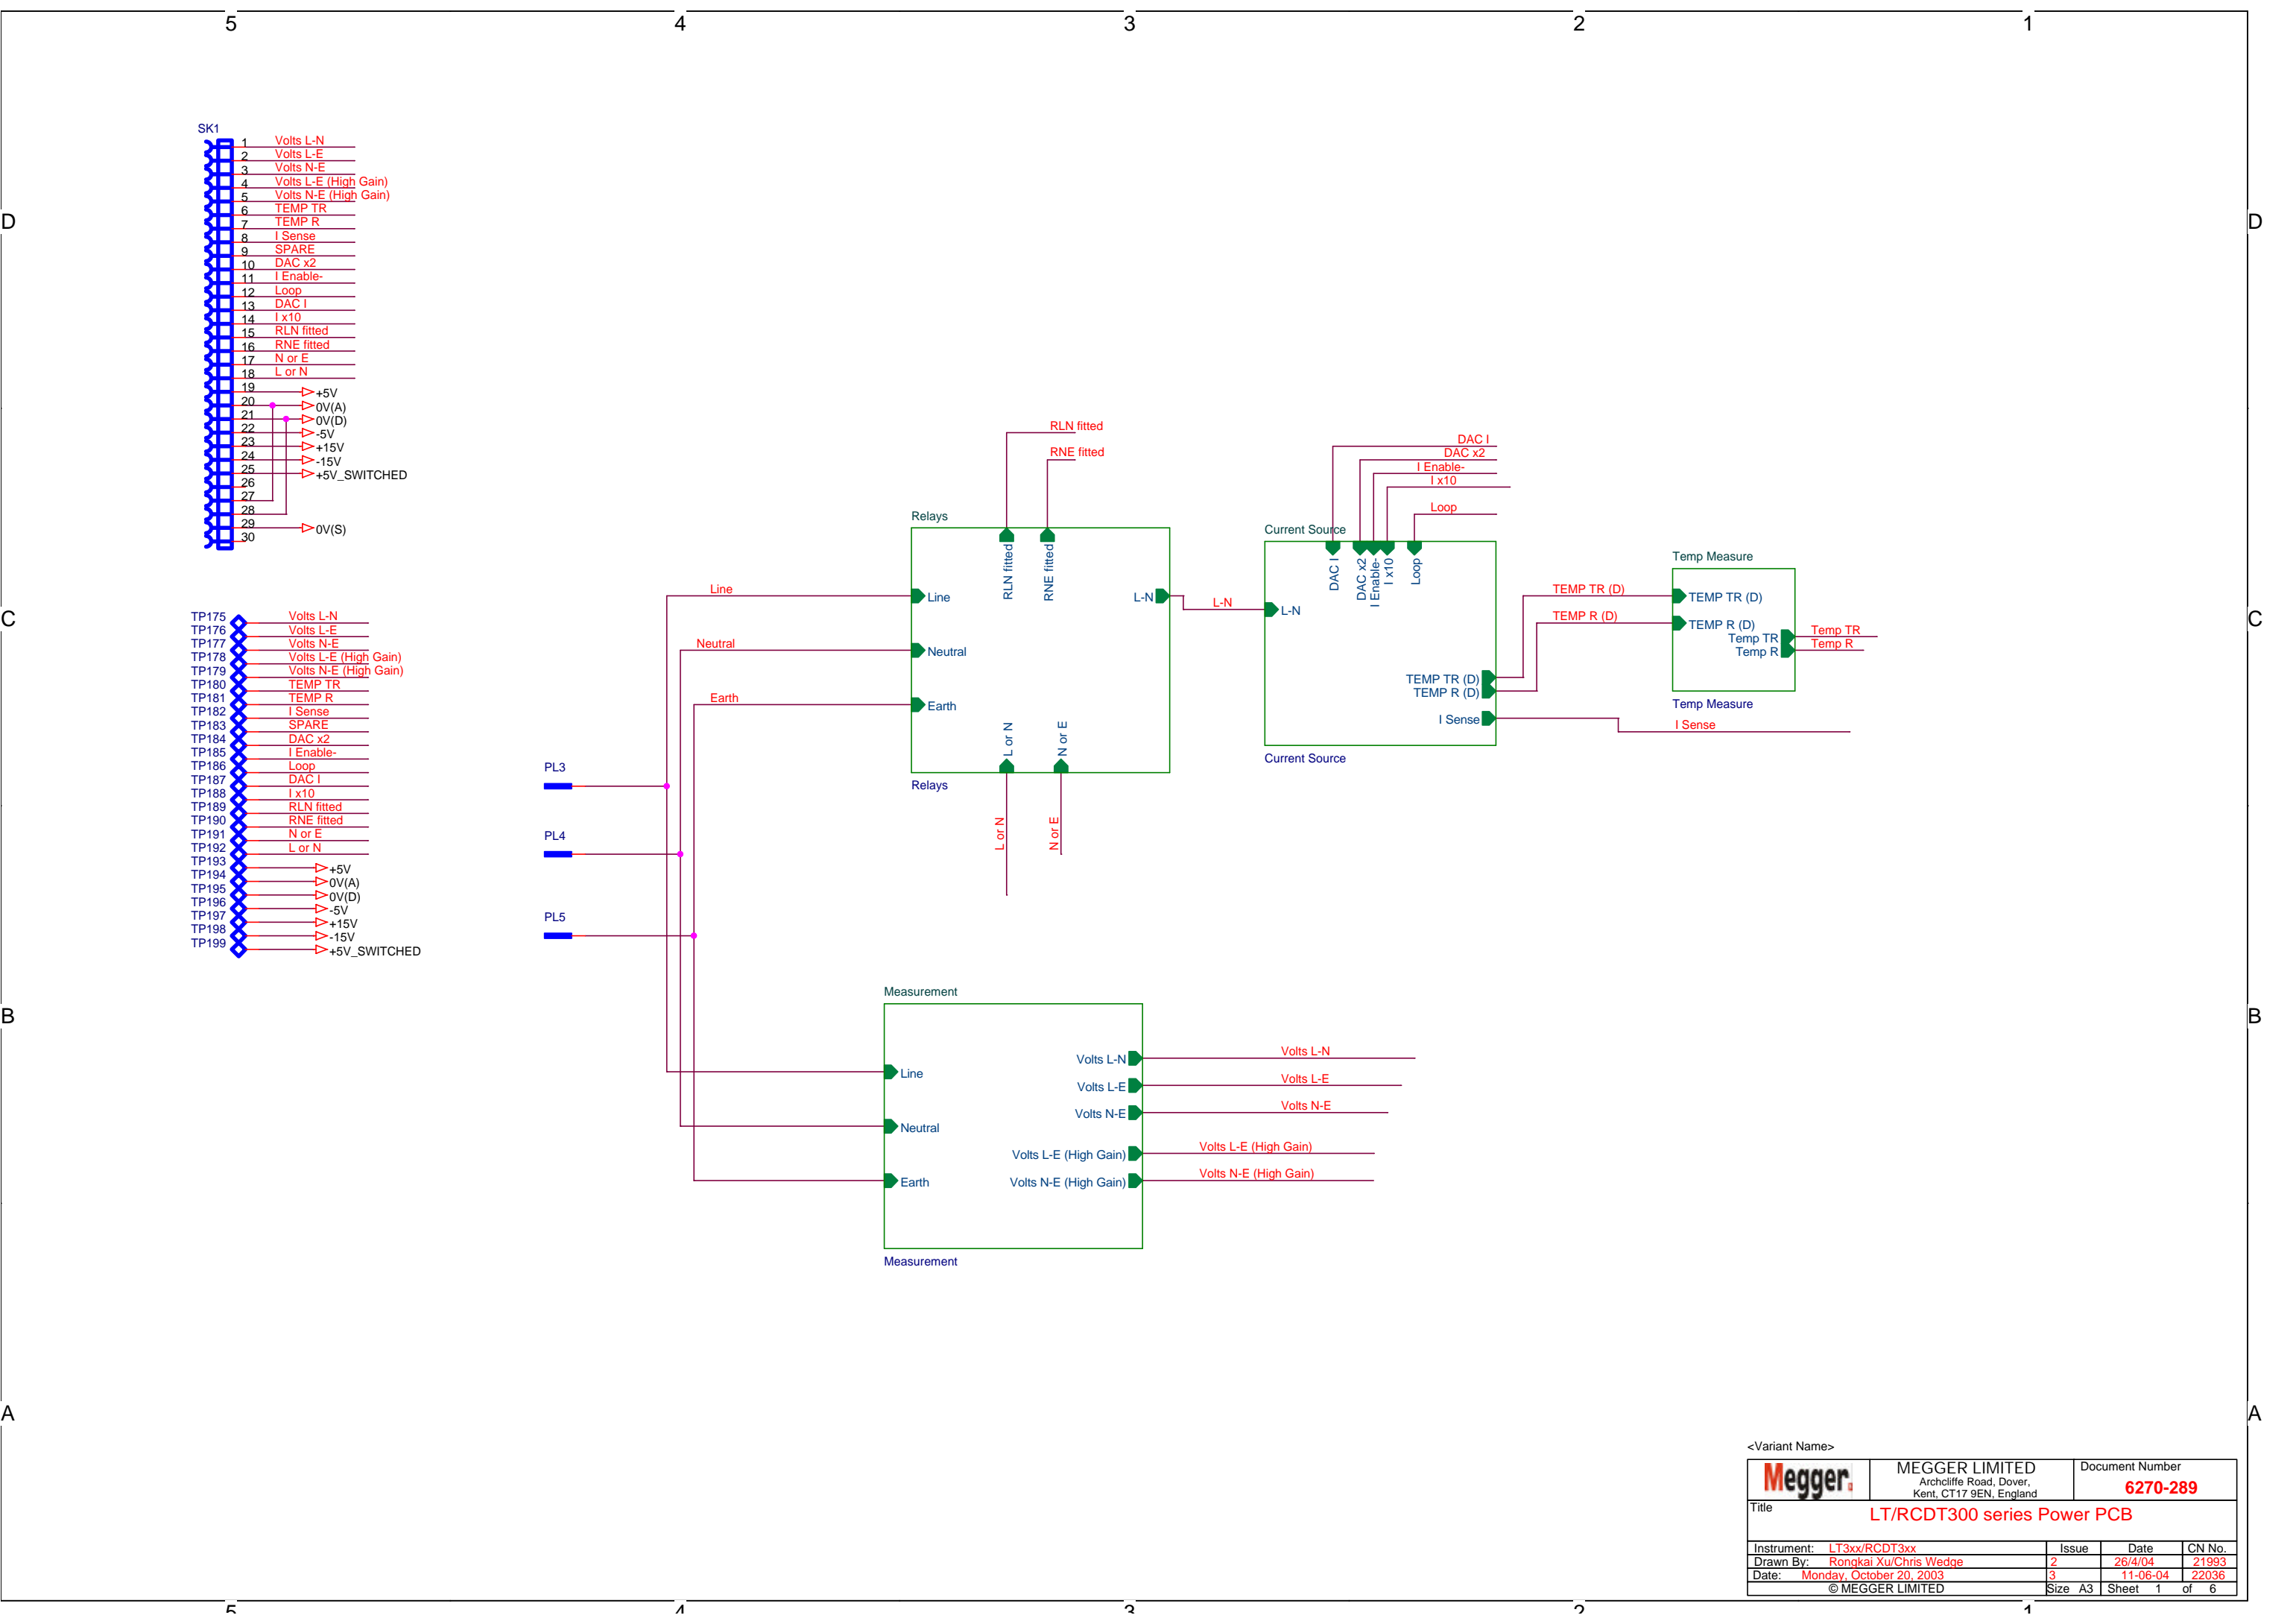 5 4 3 2 1
SK1
1 Volts L-N
2 Volts L-E
3 Volts N-E
4 Volts L-E (High Gain)
5 Volts N-E (High Gain)
6 TEMP TR
7 TEMP R
8 I Sense
9 SPARE
10 DAC x2
11 I Enable-
12 Loop
13 DAC I
14 I x10
15 RLN fitted
16 RNE fitted
17 N or E
18 L or N
19 +5V
20 0V(A)
21 0V(D)
22 -5V
23 +15V
24 -15V
25 +5V_SWITCHED
26
27
28
29 0V(S)
30
D D
TP175 Volts L-N
TP176 Volts L-E
TP177 Volts N-E
TP178 Volts L-E (High Gain)
TP179 Volts N-E (High Gain)
TP180 TEMP TR
TP181 TEMP R
TP182 I Sense
TP183 SPARE
TP184 DAC x2
TP185 I Enable-
TP186 Loop
TP187 DAC I
TP188 I x10
TP189 RLN fitted
TP190 RNE fitted
TP191 N or E
TP192 L or N
TP193 +5V
TP194 0V(A)
TP195 0V(D)
TP196 -5V
TP197 +15V
TP198 -15V
TP199 +5V_SWITCHED
C C
PL3
PL4
PL5
Line
Neutral
Earth
RLN fitted
RNE fitted
Relays
RLN fitted
RNE fitted
Line
Neutral
Earth
L-N
L or N
N or E
Relays
L or N
N or E
L-N
DAC I
DAC x2
I Enable-
I x10
Loop
Current Source
DAC I
DAC x2
I Enable-
I x10
Loop
L-N
TEMP TR (D)
TEMP R (D)
I Sense
Current Source
TEMP TR (D)
TEMP R (D)
I Sense
Temp Measure
TEMP TR (D)
TEMP R (D)
Temp TR
Temp R
Temp Measure
Temp TR
Temp R
B B
Measurement
Line
Neutral
Earth
Volts L-N
Volts L-E
Volts N-E
Volts L-E (High Gain)
Volts N-E (High Gain)
Measurement
Volts L-N
Volts L-E
Volts N-E
Volts L-E (High Gain)
Volts N-E (High Gain)
A A
<Variant Name>
Megger.
MEGGER LIMITED
Archcliffe Road, Dover,
Kent, CT17 9EN, England
Document Number
6270-289
Title
LT/RCDT300 series Power PCB
Instrument: LT3xx/RCDT3xx Issue Date CN No.
Drawn By: Rongkai Xu/Chris Wedge 2 26/4/04 21993
Date: Monday, October 20, 2003 3 11-06-04 22036
© MEGGER LIMITED Size A3 Sheet 1 of 6
5 4 3 2 1